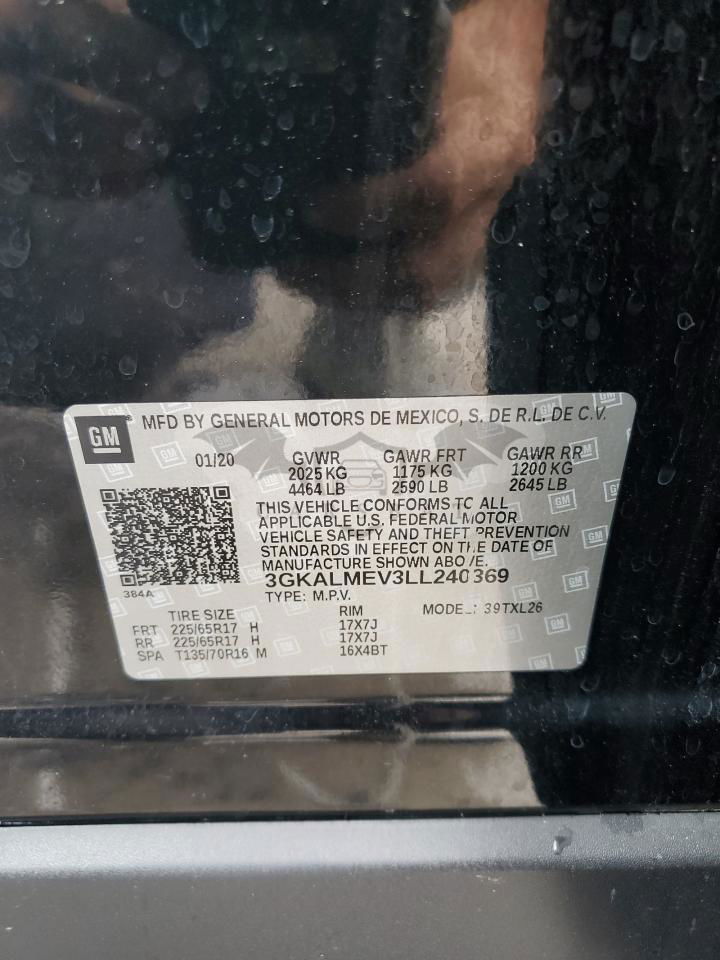 GM MFD BY GENERAL MOTORS DE MEXICO, S. DE R.L. DE C.V.
01/20 GVWR GAWR FRT GAWR RR
2025 KG 1175 KG 1200 KG
4464 LB 2590 LB 2645 LB
THIS VEHICLE CONFORMS TO ALL
APPLICABLE U.S. FEDERAL MOTOR
VEHICLE SAFETY AND THEFT PREVENTION
STANDARDS IN EFFECT ON THE DATE OF
MANUFACTURE SHOWN ABOVE.
3GKALMEV3LL240369
384A
TYPE: M.P.V.
TIRE SIZE RIM MODEL: 39TXL26
FRT 225/65R17 H 17X7J
RR 225/65R17 H 17X7J
SPA T135/70R16 M 16X4BT